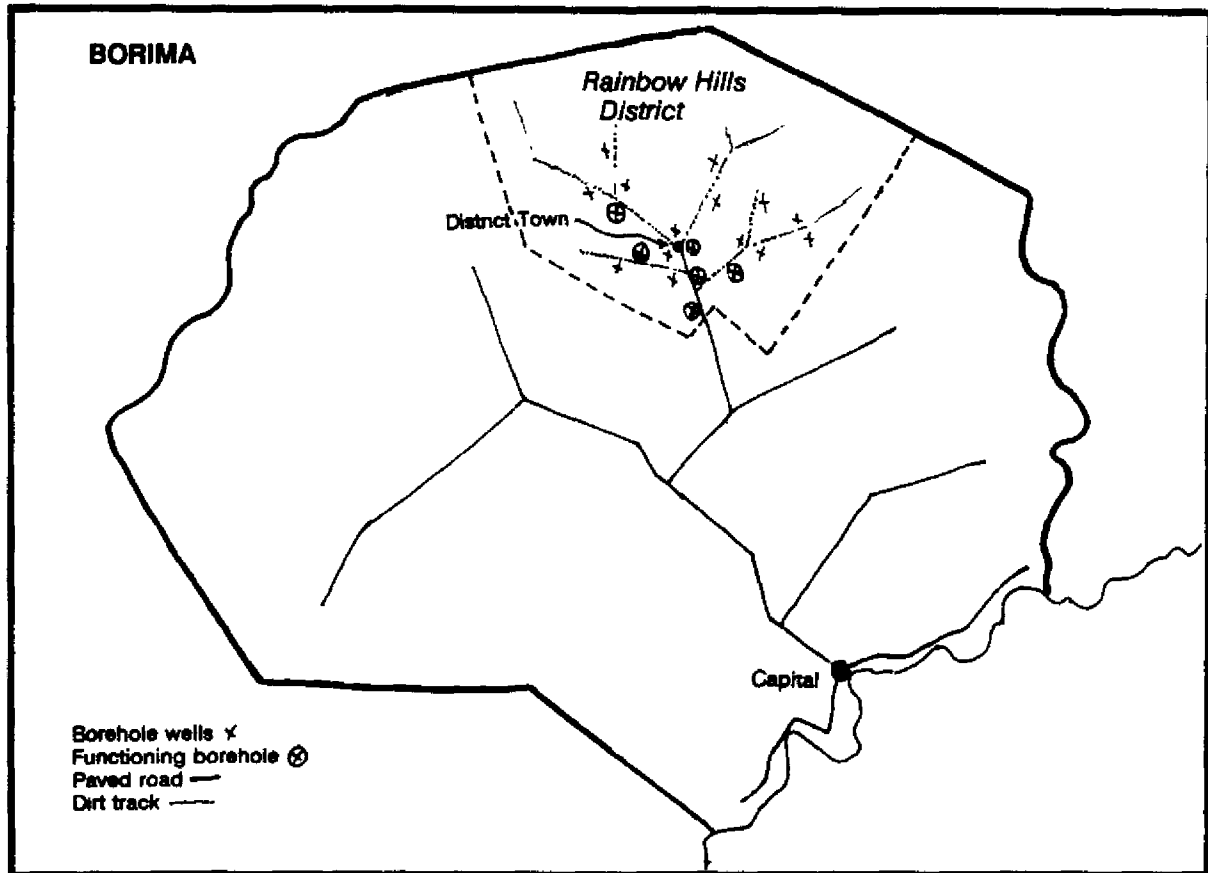 BORIMA
Rainbow Hills
District
District Town
Capital
Borehole wells
Functioning borehole
Paved road
Dirt track